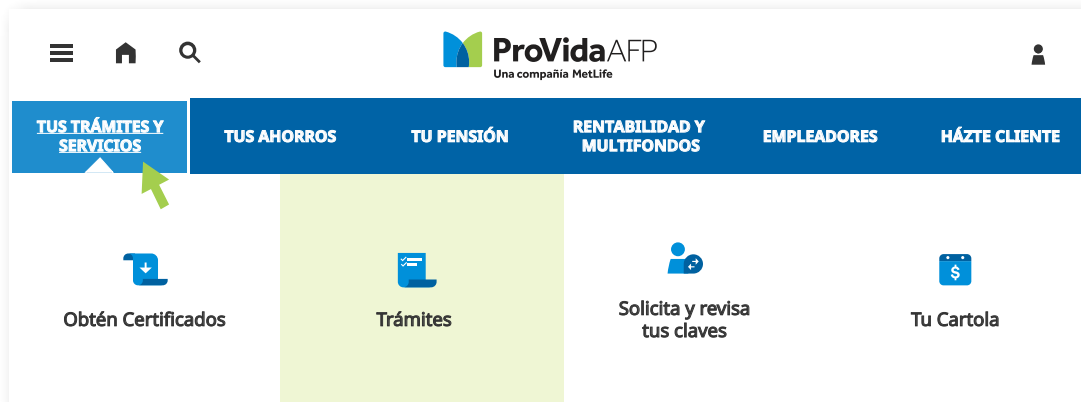 ProVidaAFP
Una compañía MetLife
TUS TRÁMITES Y
SERVICIOS
TUS AHORROS
TU PENSIÓN
RENTABILIDAD Y
MULTIFONDOS
EMPLEADORES
HÁZTE CLIENTE
Obtén Certificados
Trámites
Solicita y revisa
tus claves
$
Tu Cartola